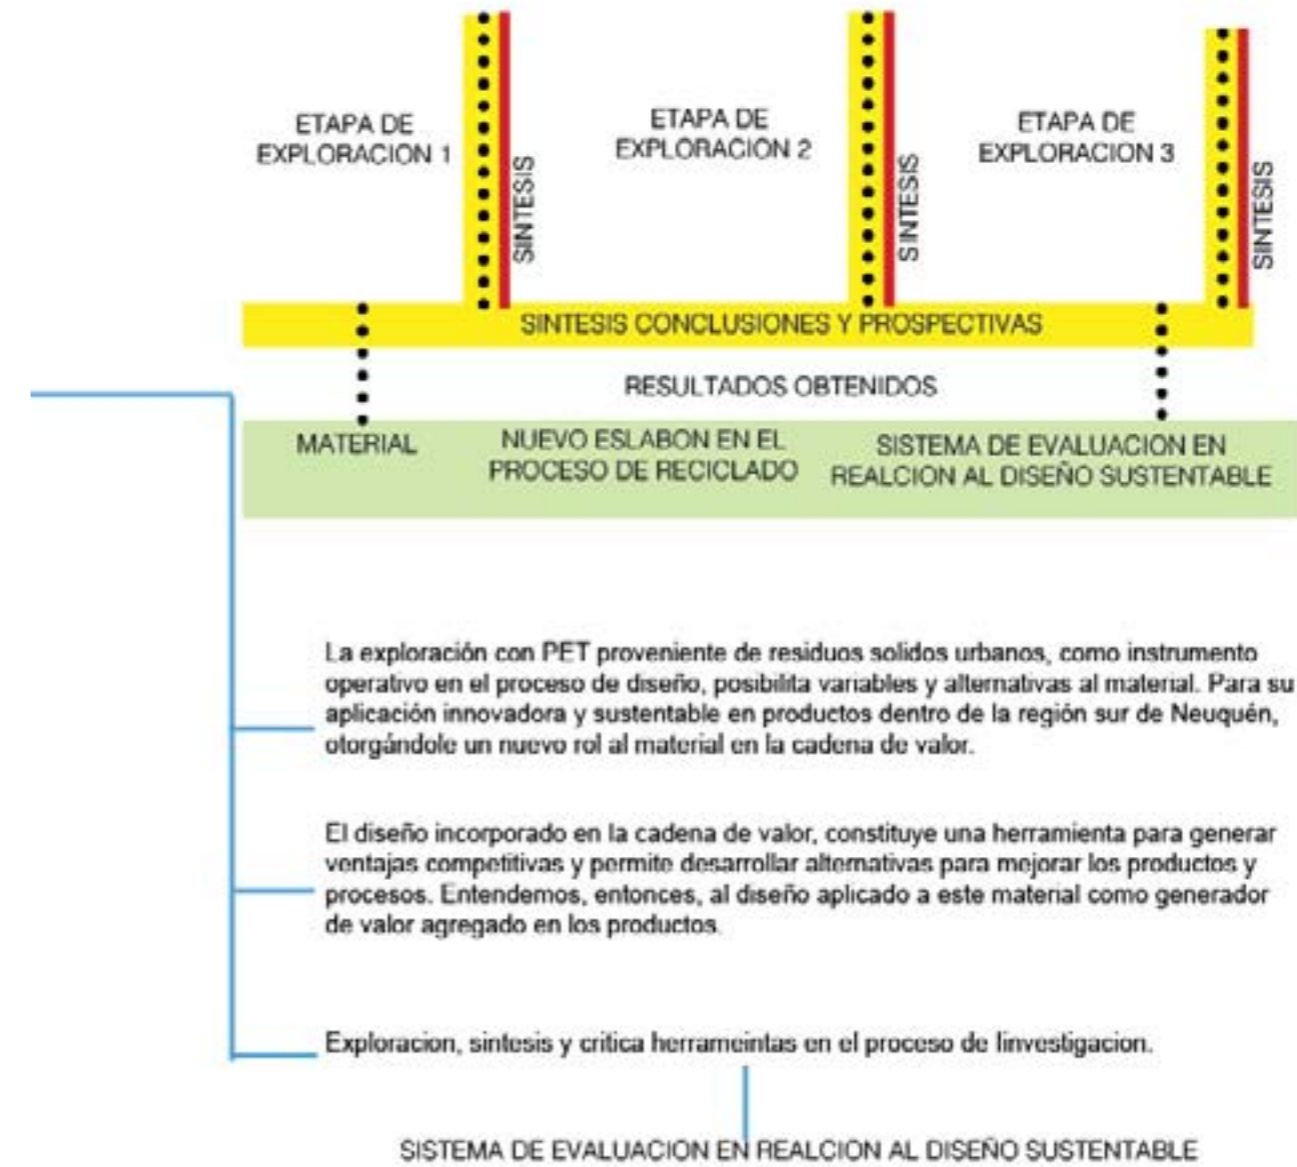 ETAPA DE
EXPLORACION 1
SINTESIS
ETAPA DE
EXPLORACION 2
SINTESIS
ETAPA DE
EXPLORACION 3
SINTESIS
SINTESIS CONCLUSIONES Y PROSPECTIVAS
RESULTADOS OBTENIDOS
MATERIAL
NUEVO ESLABON EN EL
PROCESO DE RECICLADO
SISTEMA DE EVALUACION EN
REALCION AL DISEÑO SUSTENTABLE
La exploración con PET proveniente de residuos solidos urbanos, como instrumento
operativo en el proceso de diseño, posibilita variables y alternativas al material. Para su
aplicación innovadora y sustentable en productos dentro de la región sur de Neuquén,
otorgándole un nuevo rol al material en la cadena de valor.
El diseño incorporado en la cadena de valor, constituye una herramienta para generar
ventajas competitivas y permite desarrollar alternativas para mejorar los productos y
procesos. Entendemos, entonces, al diseño aplicado a este material como generador
de valor agregado en los productos.
Exploracion, sintesis y critica herrameintas en el proceso de linvestigacion.
SISTEMA DE EVALUACION EN REALCION AL DISEÑO SUSTENTABLE